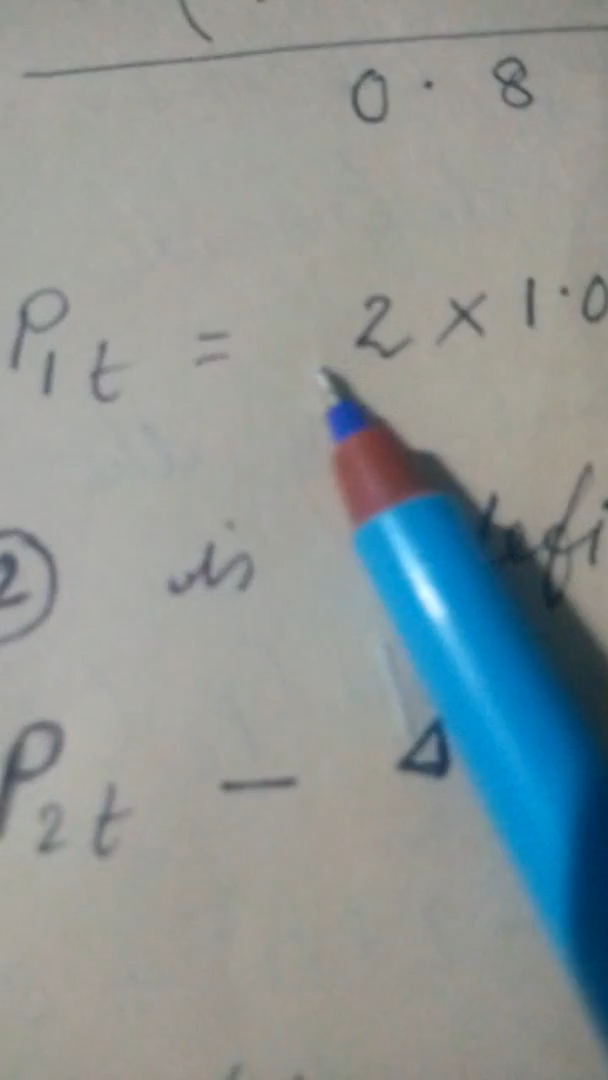 0.8
P1t = 2 × 1.0
② is
P2t - Δ